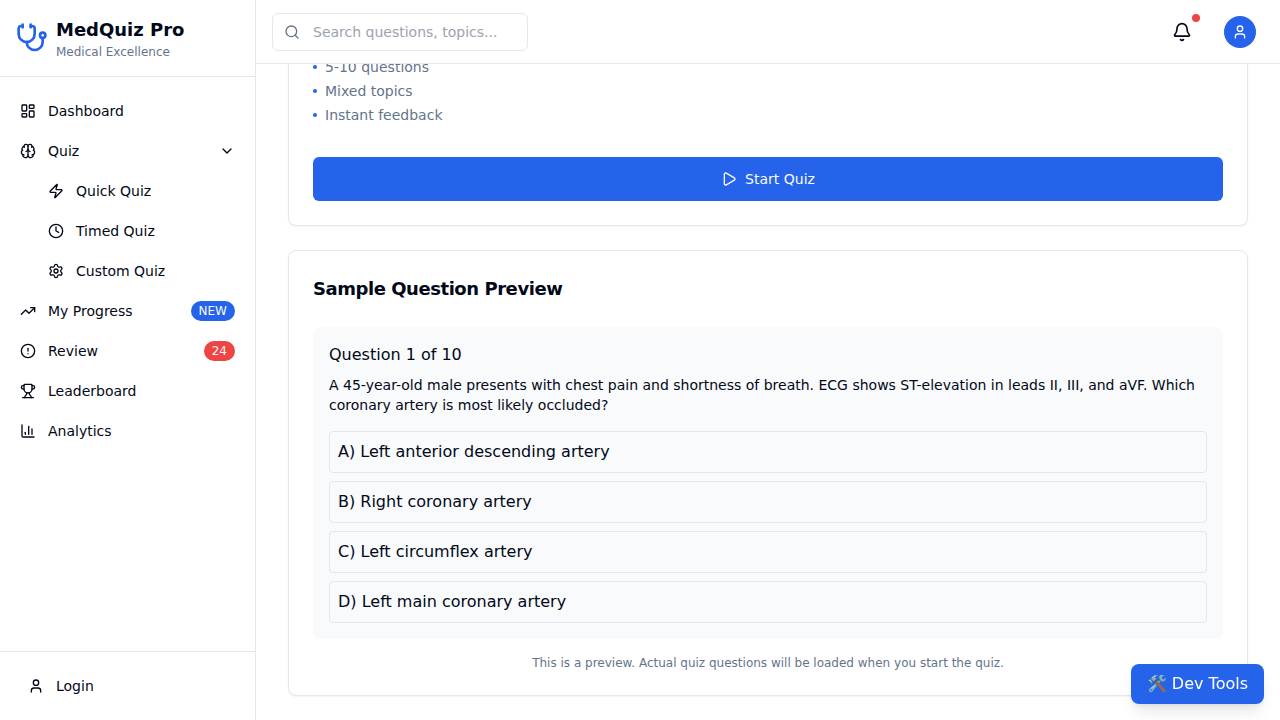 MedQuiz Pro
Medical Excellence
Dashboard
Quiz
Quick Quiz
Timed Quiz
Custom Quiz
My Progress
NEW
Review
24
Leaderboard
Analytics
Login
Search questions, topics...
5-10 questions
Mixed topics
Instant feedback
Start Quiz
Sample Question Preview
Question 1 of 10
A 45-year-old male presents with chest pain and shortness of breath. ECG shows ST-elevation in leads II, III, and aVF. Which
coronary artery is most likely occluded?
A) Left anterior descending artery
B) Right coronary artery
C) Left circumflex artery
D) Left main coronary artery
This is a preview. Actual quiz questions will be loaded when you start the quiz.
🛠️ Dev Tools